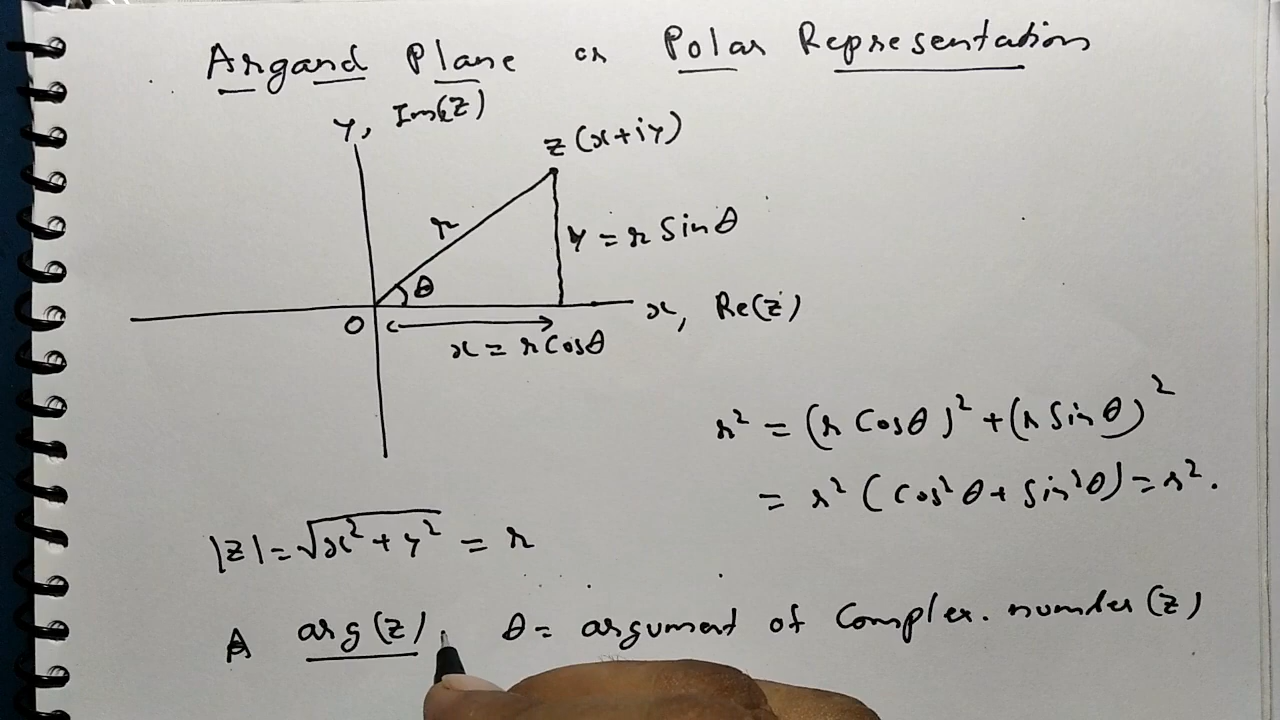 Argand Plane or Polar Representation
y, Im(z)
z (x+iy)
r
y = r Sinθ
θ
O
x, Re(z)
x = r Cosθ
r² = (r Cosθ)² + (r Sinθ)²
= r² (Cos²θ + Sin²θ) = r².
|z| = √x² + y² = r
A arg(z), θ = argument of Complex. number (z)